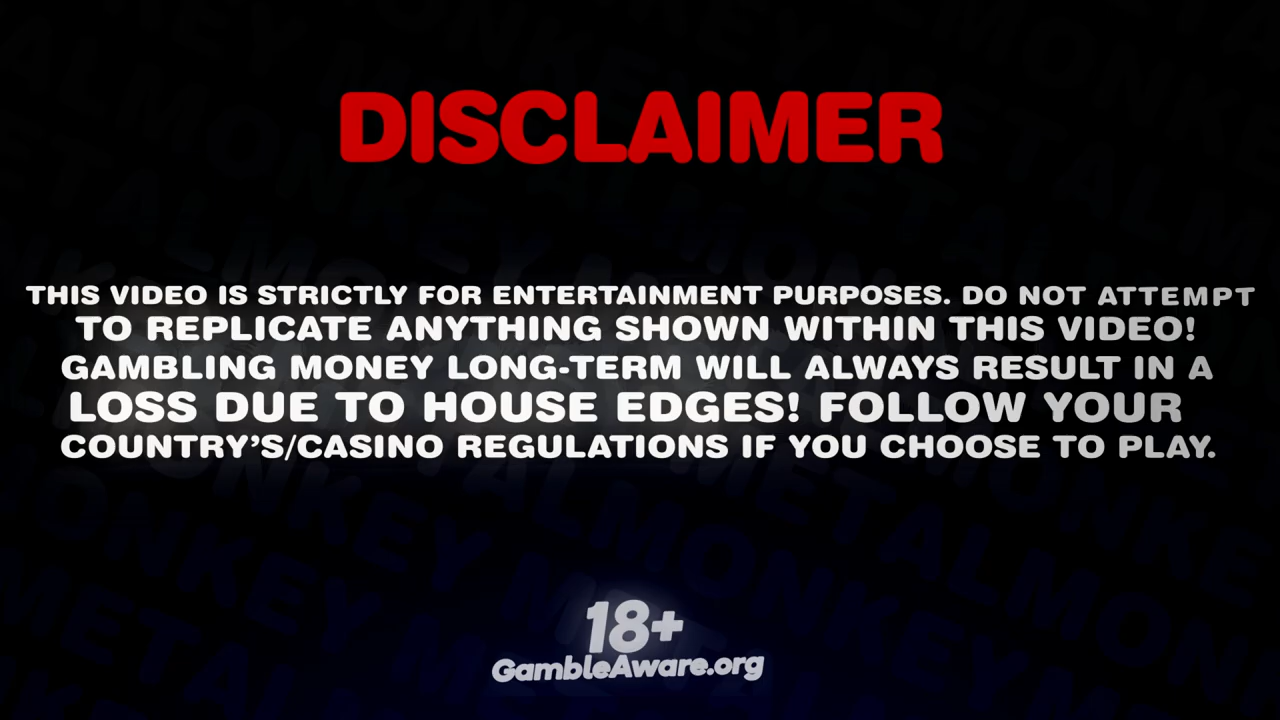 DISCLAIMER
THIS VIDEO IS STRICTLY FOR ENTERTAINMENT PURPOSES. DO NOT ATTEMPT
TO REPLICATE ANYTHING SHOWN WITHIN THIS VIDEO!
GAMBLING MONEY LONG-TERM WILL ALWAYS RESULT IN A
LOSS DUE TO HOUSE EDGES! FOLLOW YOUR
COUNTRY'S/CASINO REGULATIONS IF YOU CHOOSE TO PLAY.
18+
GambleAware.org